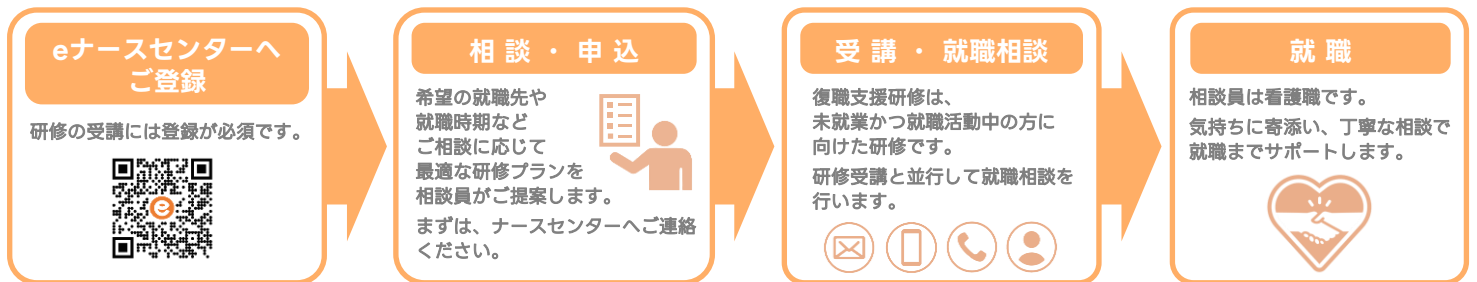 eナースセンターへ
ご登録
研修の受講には登録が必須です。
相談・申込
希望の就職先や
就職時期など
ご相談に応じて
最適な研修プランを
相談員がご提案します。
まずは、ナースセンターへご連絡
ください。
受講・就職相談
復職支援研修は、
未就業かつ就職活動中の方に
向けた研修です。
研修受講と並行して就職相談を
行います。
就職
相談員は看護職です。
気持ちに寄添い、丁寧な相談で
就職までサポートします。